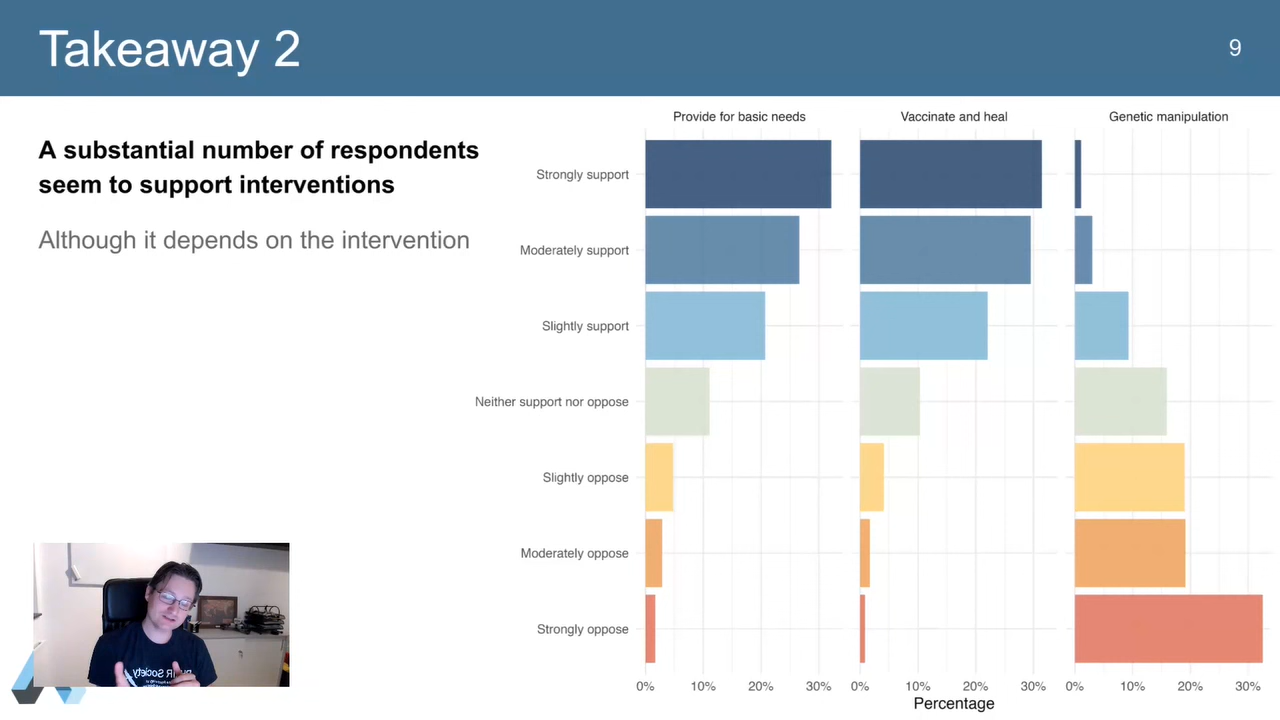 Takeaway 2
9
A substantial number of respondents
seem to support interventions
Although it depends on the intervention
Provide for basic needs
Vaccinate and heal
Genetic manipulation
Strongly support
Moderately support
Slightly support
Neither support nor oppose
Slightly oppose
Moderately oppose
Strongly oppose
0% 10% 20% 30% 0% 10% 20% 30% 0% 10% 20% 30%
Percentage
Society